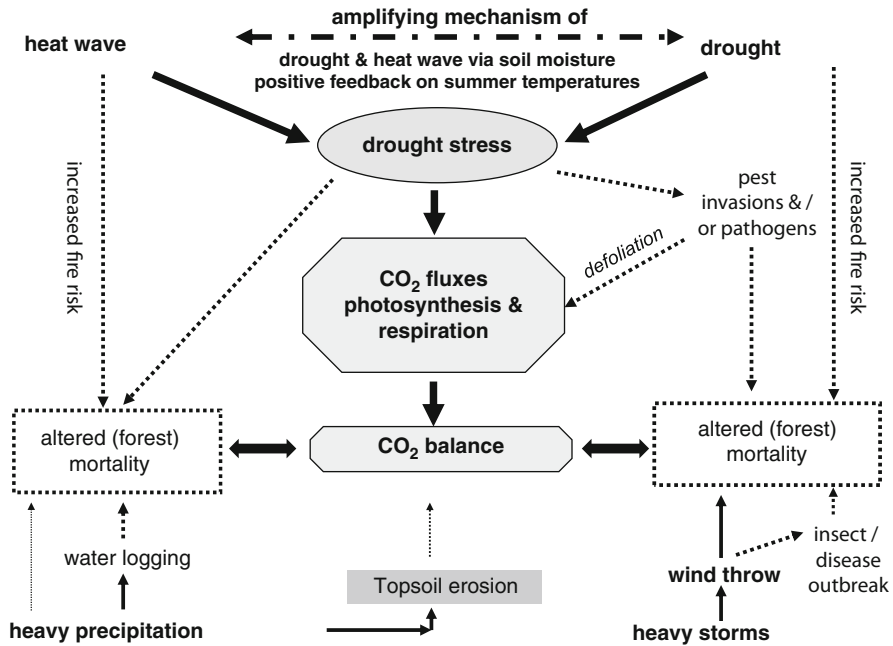 amplifying mechanism of
heat wave
drought
drought & heat wave via soil moisture
positive feedback on summer temperatures
drought stress
increased fire risk
pest
invasions & /
or pathogens
increased fire risk
defoliation
CO₂ fluxes
photosynthesis &
respiration
altered (forest)
mortality
CO₂ balance
altered (forest)
mortality
water logging
Topsoil erosion
wind throw
insect /
disease
outbreak
heavy precipitation
heavy storms